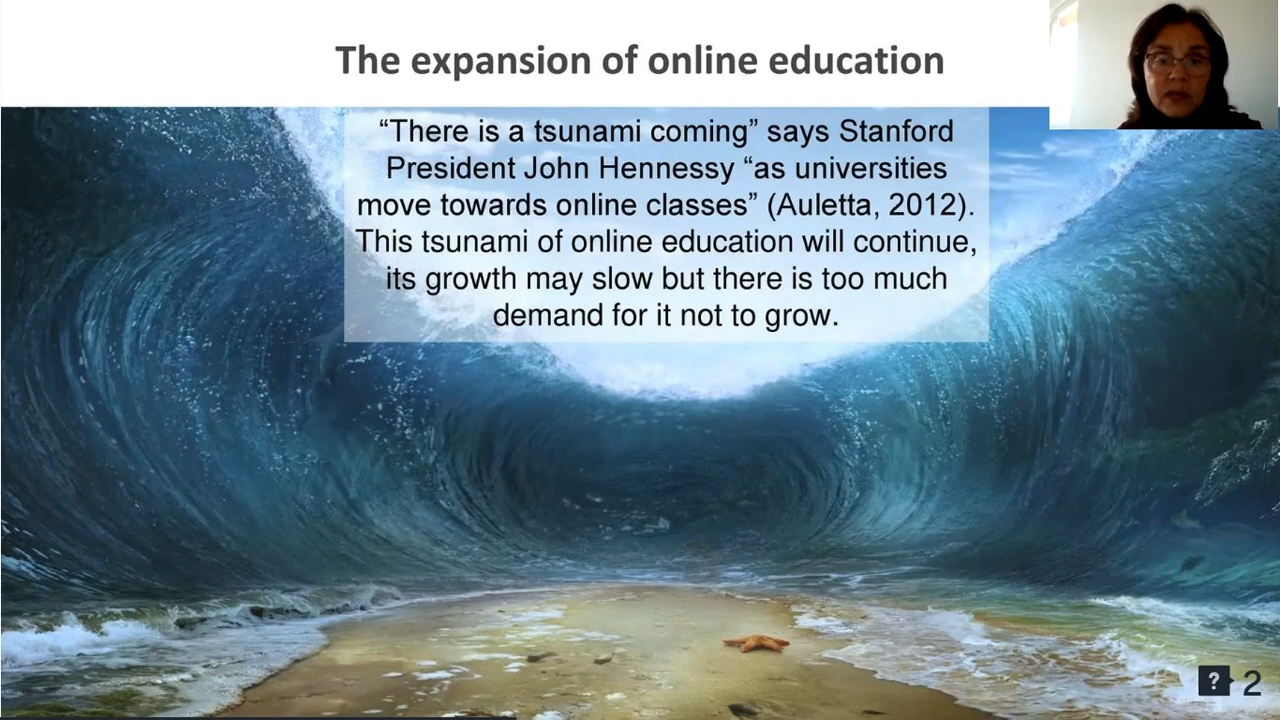 The expansion of online education
“There is a tsunami coming” says Stanford
President John Hennessy “as universities
move towards online classes” (Auletta, 2012).
This tsunami of online education will continue,
its growth may slow but there is too much
demand for it not to grow.
? 2